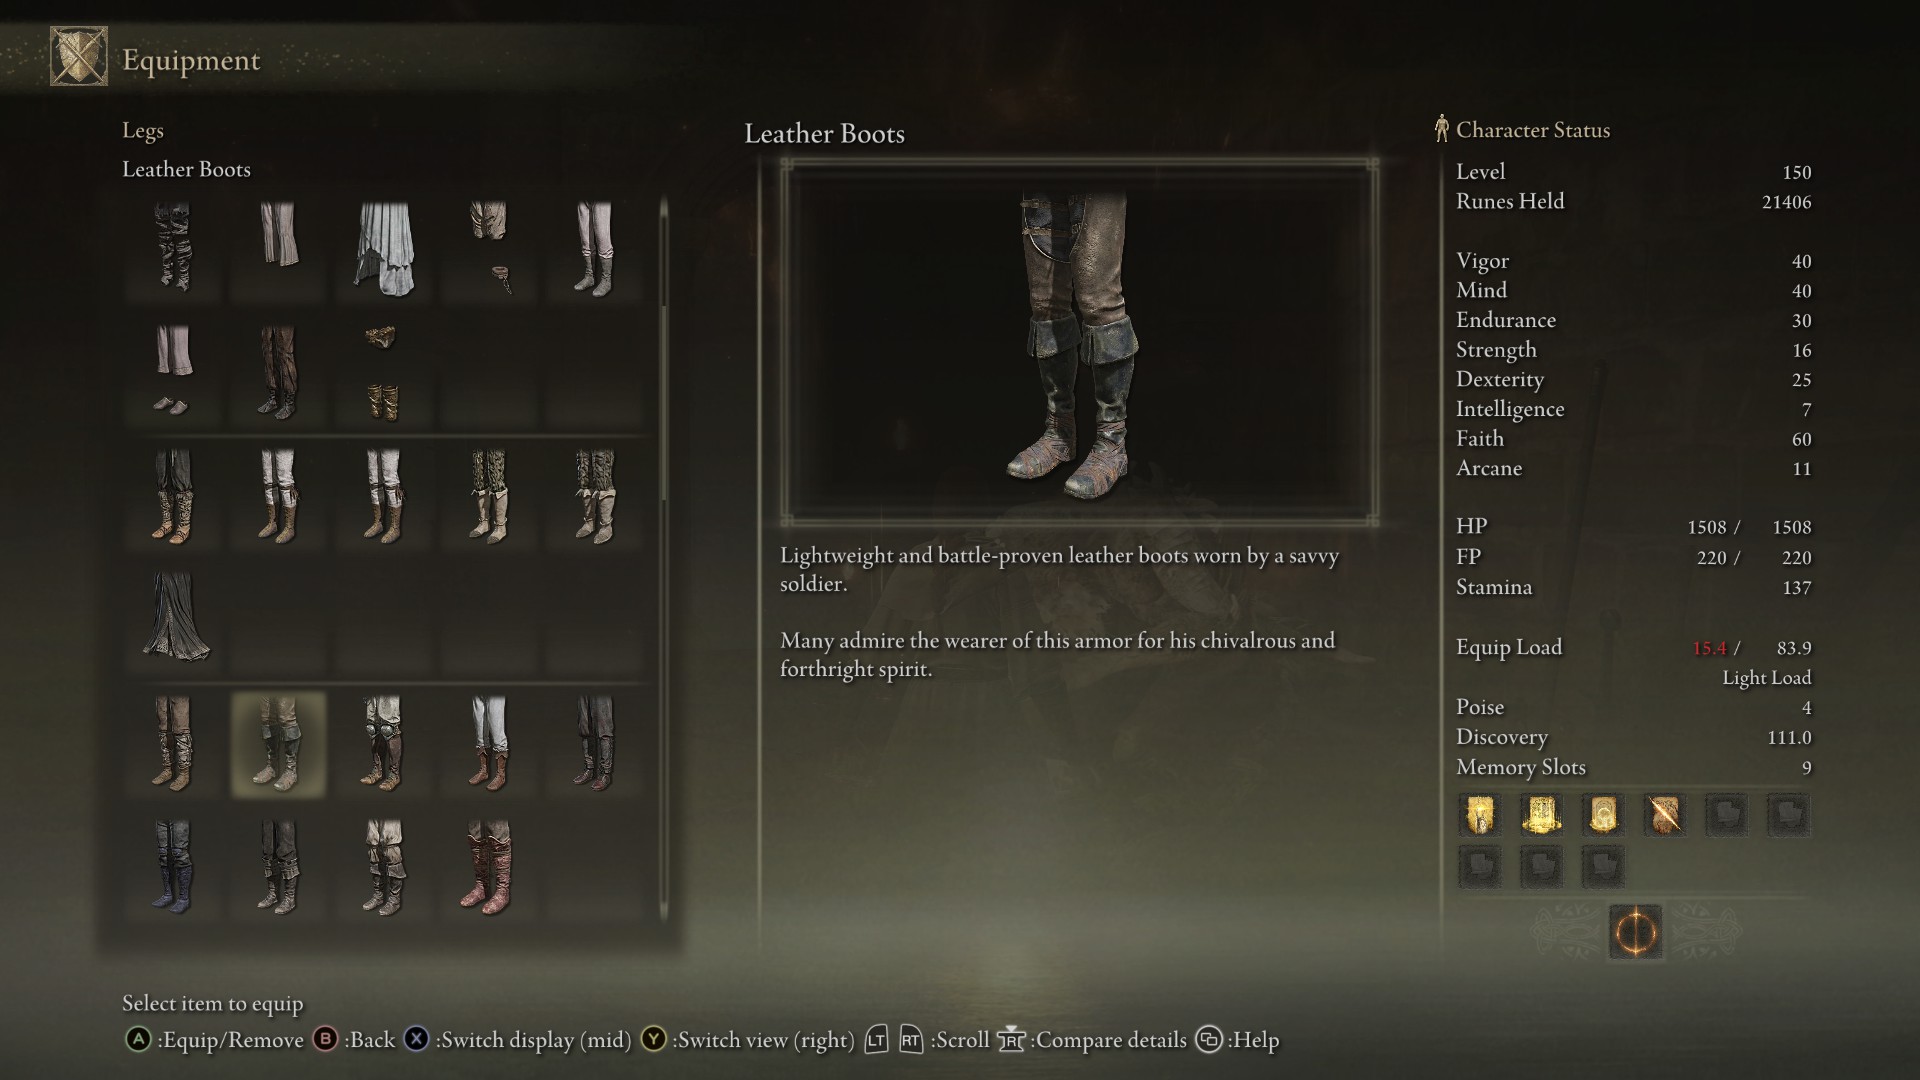 Equipment
Legs
Leather Boots
Leather Boots
Lightweight and battle-proven leather boots worn by a savvy
soldier.
Many admire the wearer of this armor for his chivalrous and
forthright spirit.
Character Status
Level 150
Runes Held 21406
Vigor 40
Mind 40
Endurance 30
Strength 16
Dexterity 25
Intelligence 7
Faith 60
Arcane 11
HP 1508 / 1508
FP 220 / 220
Stamina 137
Equip Load 15.4 / 83.9
Light Load
Poise 4
Discovery 111.0
Memory Slots 9
Select item to equip
A :Equip/Remove B :Back X :Switch display (mid) Y :Switch view (right) LT RT :Scroll R :Compare details :Help